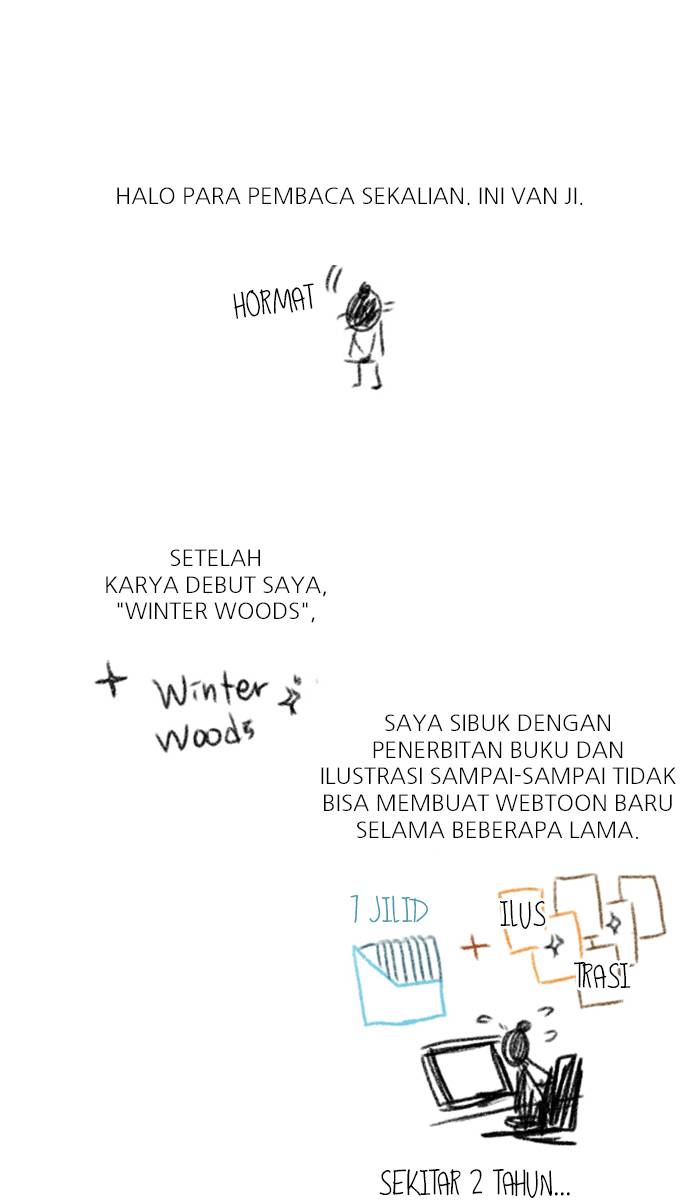 HALO PARA PEMBACA SEKALIAN. INI VAN JI.
HORMAT
SETELAH
KARYA DEBUT SAYA,
"WINTER WOODS",
Winter
Woods
SAYA SIBUK DENGAN
PENERBITAN BUKU DAN
ILUSTRASI SAMPAI-SAMPAI TIDAK
BISA MEMBUAT WEBTOON BARU
SELAMA BEBERAPA LAMA.
1 JILID
ILUS
TRASI
SEKITAR 2 TAHUN...